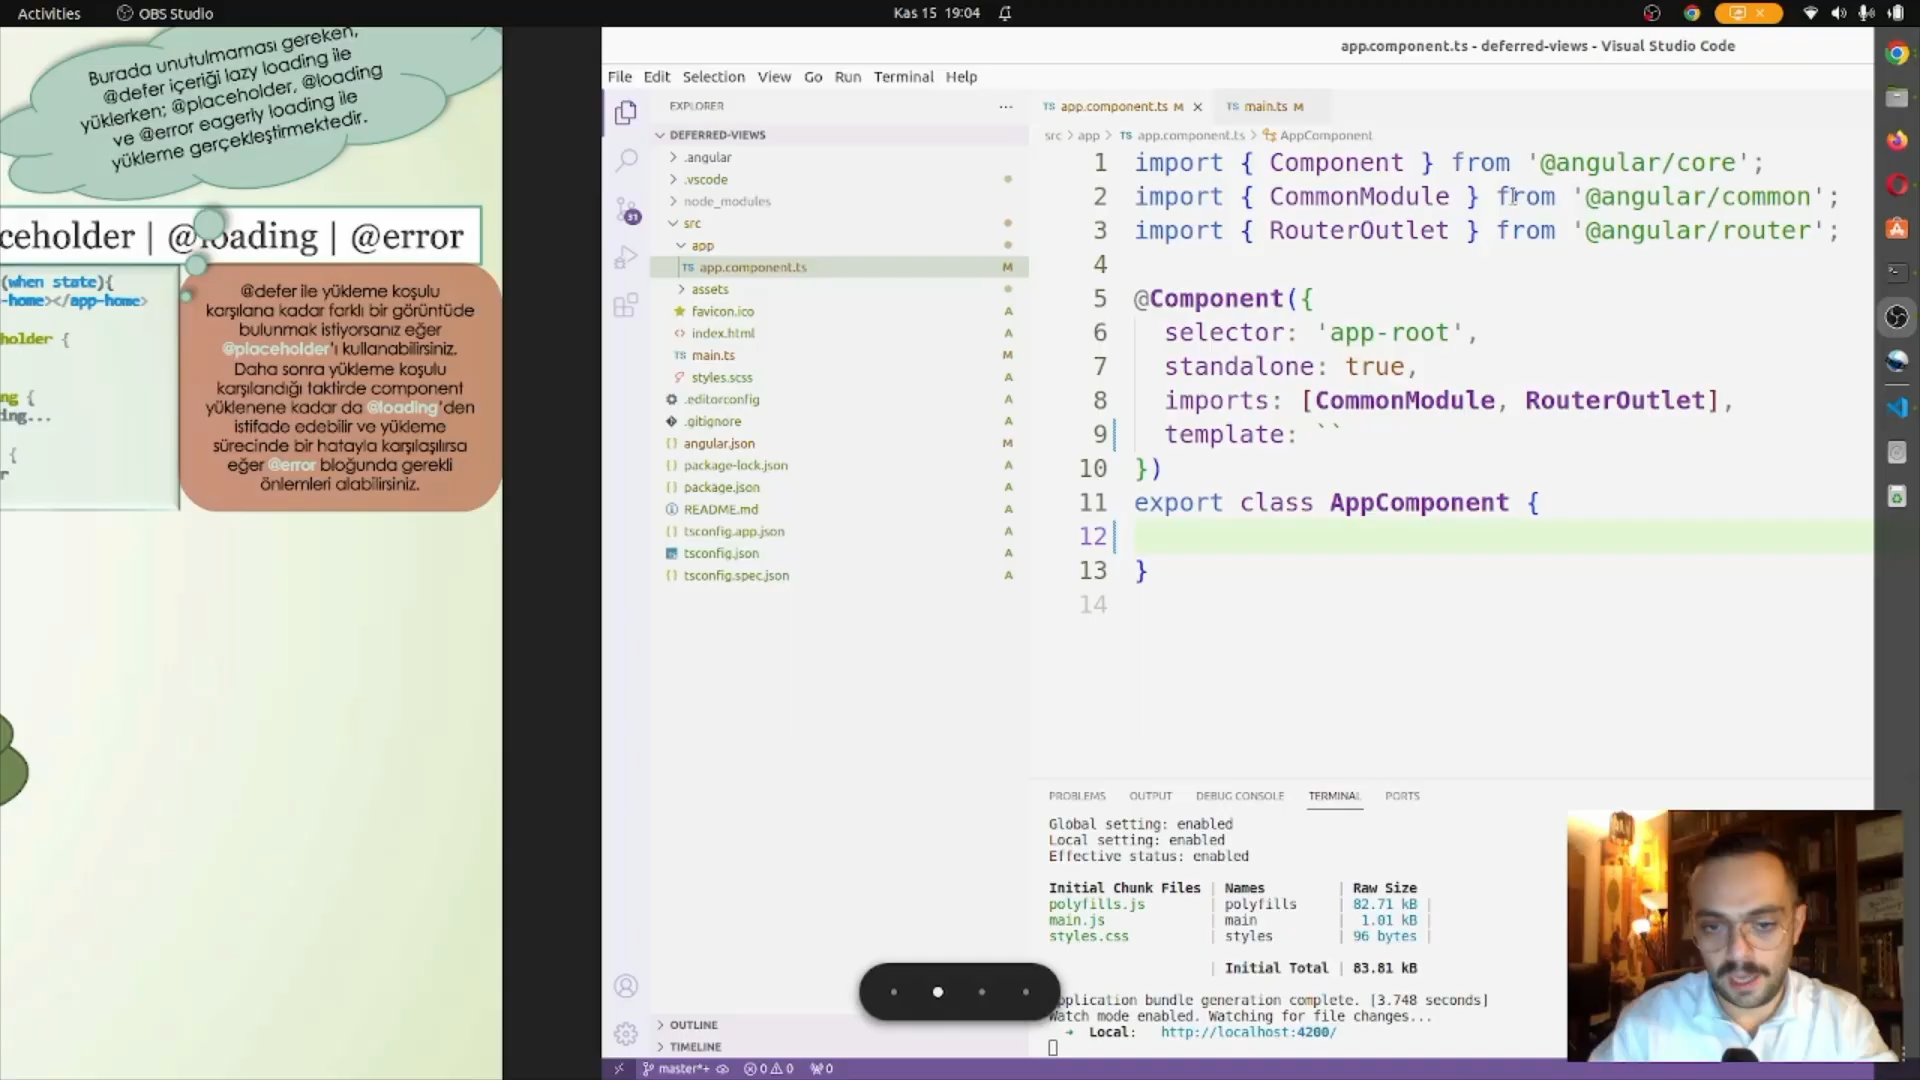 Activities
OBS Studio
Kas 15 19:04
Burada unutulmaması gereken,
@defer içeriği lazy loading ile
yüklerken; @placeholder, @loading
ve @error eagerly loading ile
yükleme gerçekleştirmektedir.
ceholder | @loading | @error
(when state){
-home></app-home>
holder {
ng {
ing...
{
r
@defer ile yükleme koşulu
karşılana kadar farklı bir görüntüde
bulunmak istiyorsanız eğer
@placeholder'ı kullanabilirsiniz.
Daha sonra yükleme koşulu
karşılandığı taktirde component
yüklenene kadar da @loading'den
istifade edebilir ve yükleme
sürecinde bir hatayla karşılaşılırsa
eğer @error bloğunda gerekli
önlemleri alabilirsiniz.
app.component.ts - deferred-views - Visual Studio Code
File Edit Selection View Go Run Terminal Help
31
EXPLORER
DEFERRED-VIEWS
.angular
.vscode
node_modules
src
app
TS app.component.ts M
assets
favicon.ico A
index.html A
TS main.ts M
styles.scss A
.editorconfig A
.gitignore A
angular.json M
package-lock.json A
package.json A
README.md A
tsconfig.app.json A
tsconfig.json A
tsconfig.spec.json A
OUTLINE
TIMELINE
TS app.component.ts M
TS main.ts M
src > app > TS app.component.ts > AppComponent
1 import { Component } from '@angular/core';
2 import { CommonModule } from '@angular/common';
3 import { RouterOutlet } from '@angular/router';
4
5 @Component({
6 selector: 'app-root',
7 standalone: true,
8 imports: [CommonModule, RouterOutlet],
9 template: ``
10 })
11 export class AppComponent {
12
13 }
14
PROBLEMS OUTPUT DEBUG CONSOLE TERMINAL PORTS
Global setting: enabled
Local setting: enabled
Effective status: enabled
Initial Chunk Files | Names | Raw Size
polyfills.js | polyfills | 82.71 kB |
main.js | main | 1.01 kB |
styles.css | styles | 96 bytes |
| Initial Total | 83.81 kB
pplication bundle generation complete. [3.748 seconds]
Watch mode enabled. Watching for file changes...
➜ Local: http://localhost:4200/
master*+ 0 0 0